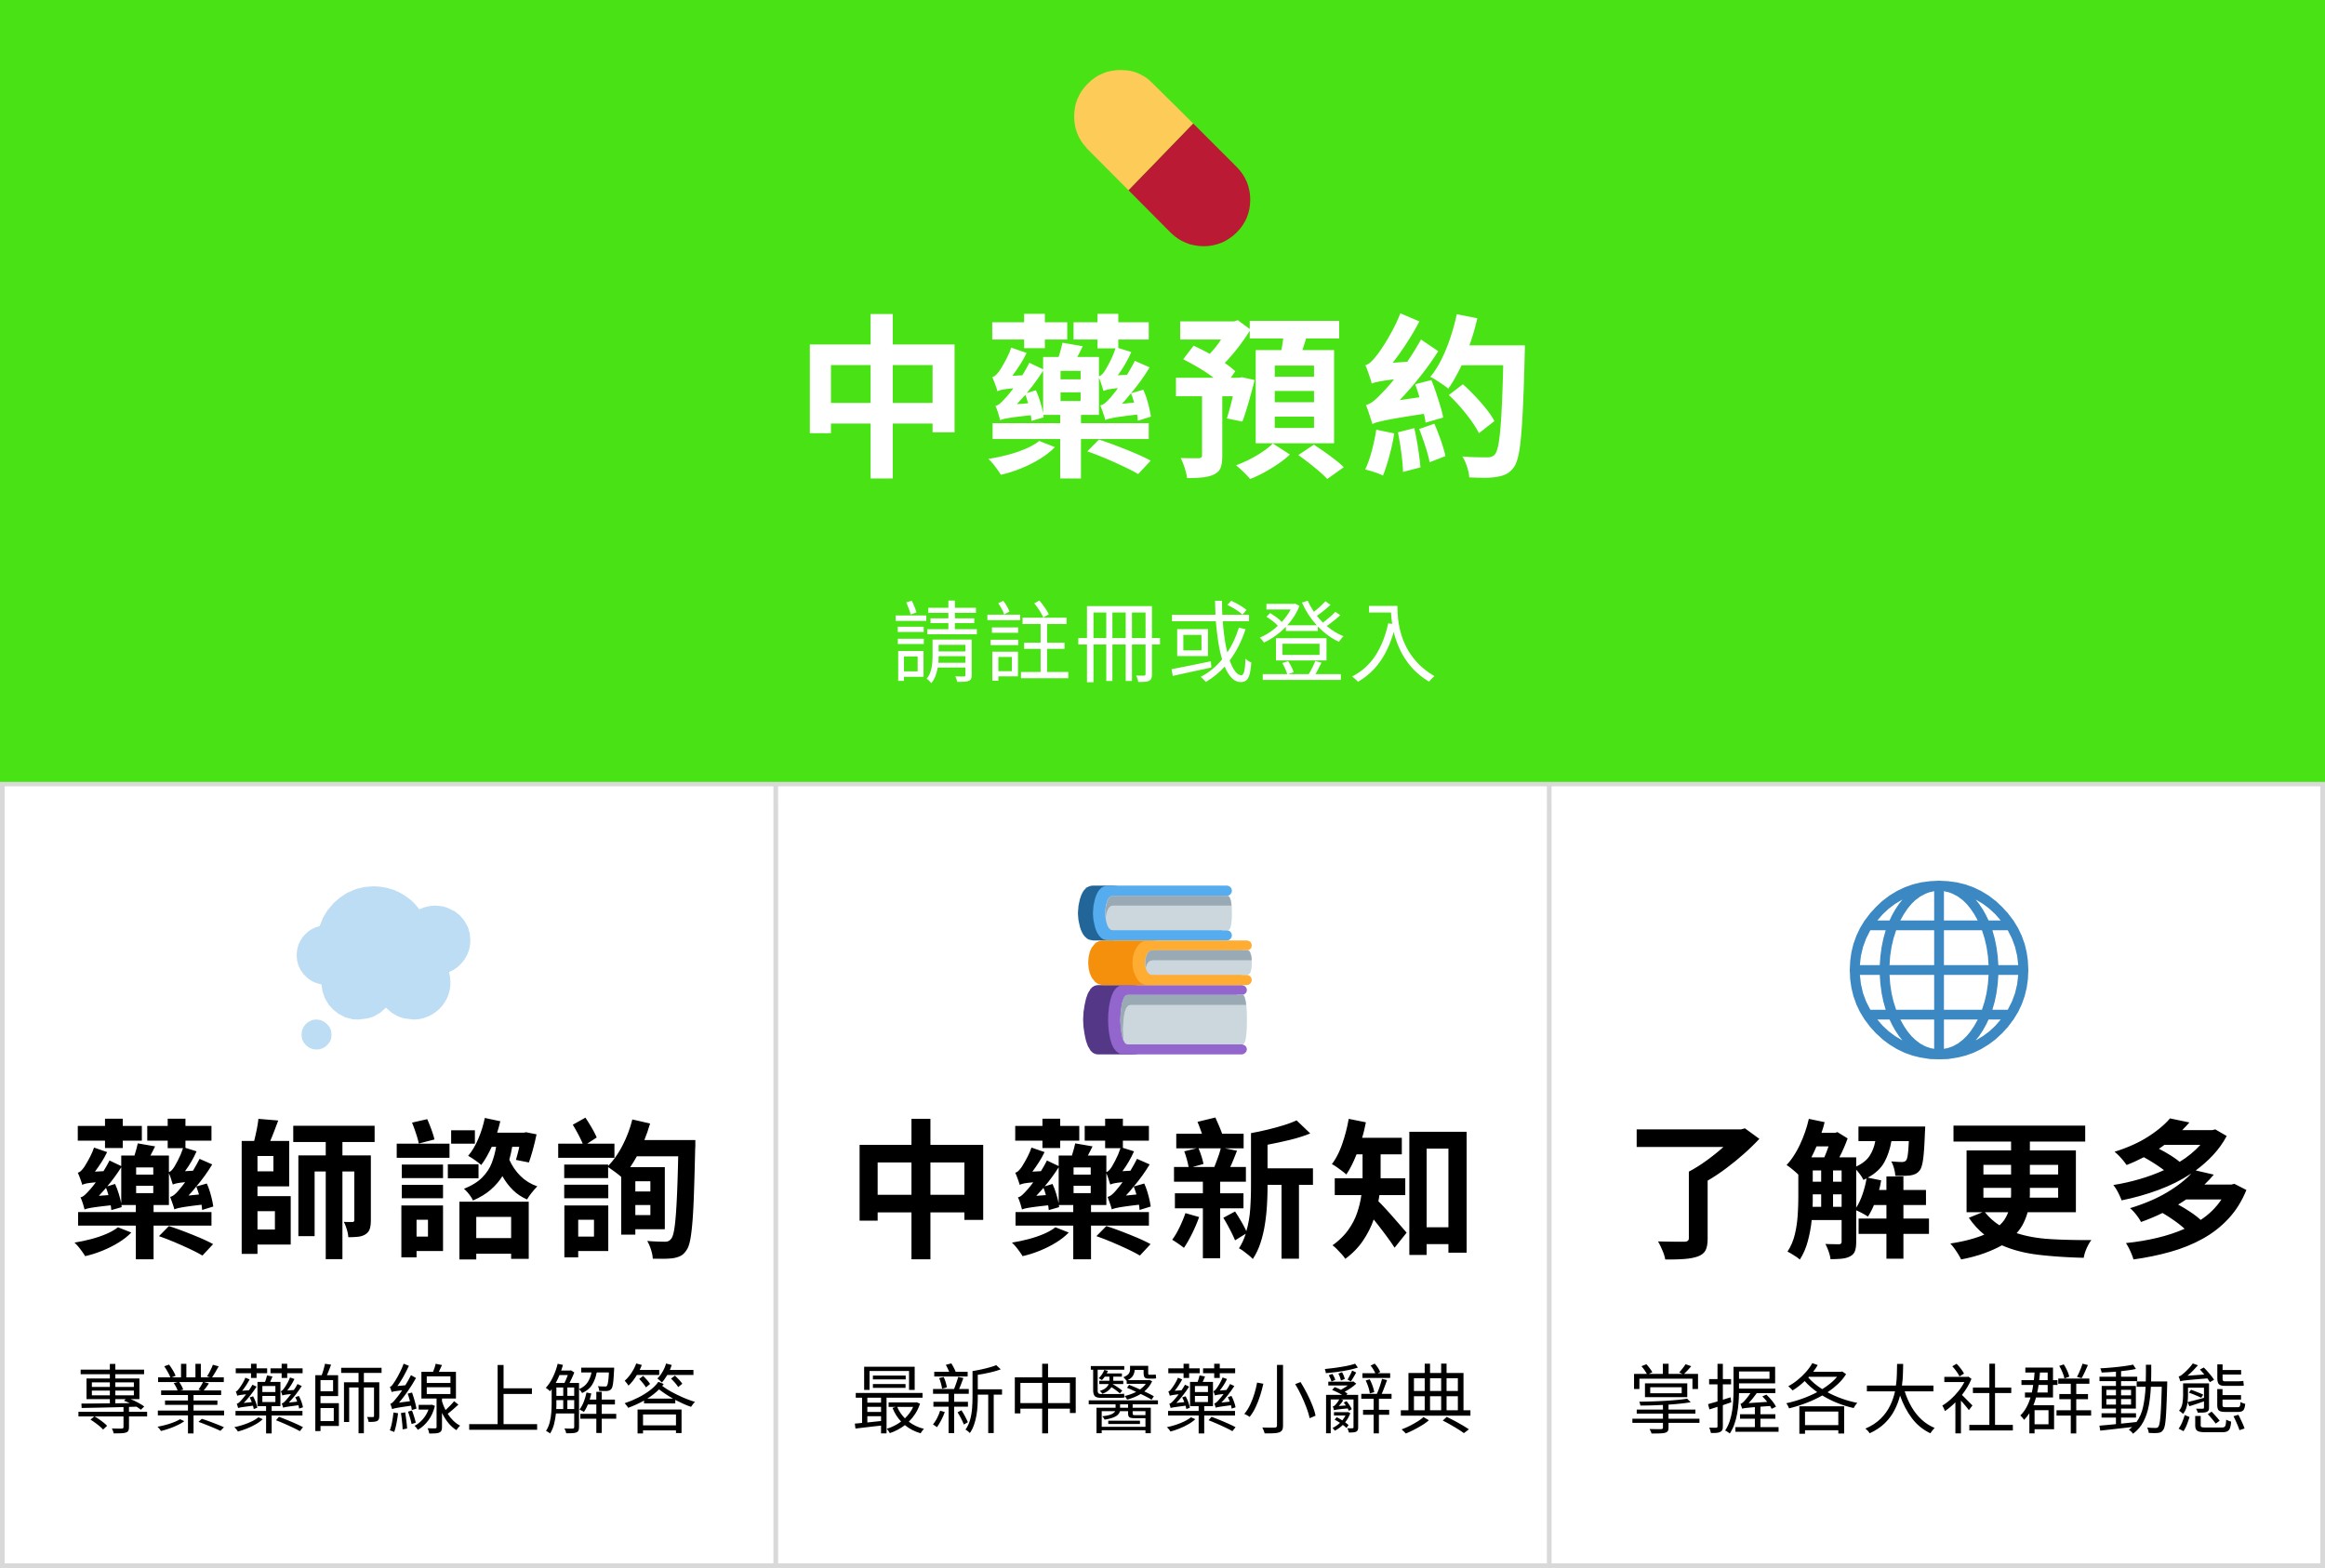 中藥預約
請註冊或登入
藥師諮詢
專業藥師線上解答
中藥新知
最新中醫藥小經典
了解更多
掌握各大社群動態